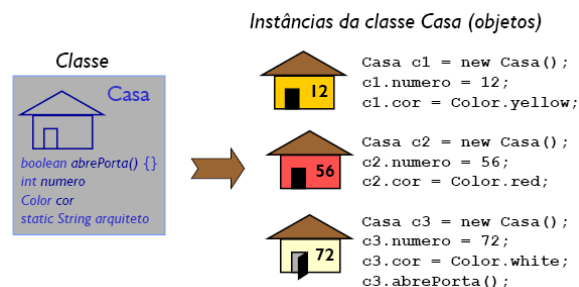 Instâncias da classe Casa (objetos)
Classe
Casa
boolean abrePorta() {}
int numero
Color cor
static String arquiteto
12
Casa c1 = new Casa();
c1.numero = 12;
c1.cor = Color.yellow;
56
Casa c2 = new Casa();
c2.numero = 56;
c2.cor = Color.red;
72
Casa c3 = new Casa();
c3.numero = 72;
c3.cor = Color.white;
c3.abrePorta();